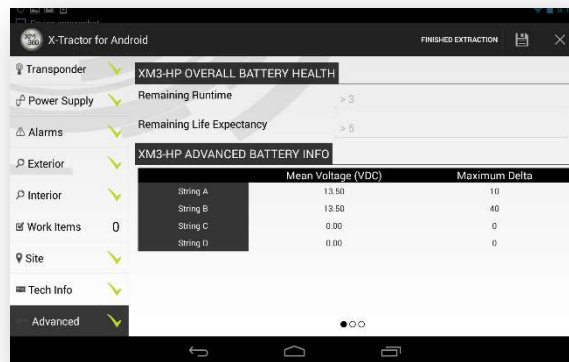 XM 360
X-Tractor for Android
FINISHED EXTRACTION
Transponder
Power Supply
Alarms
Exterior
Interior
Work Items 0
Site
Tech Info
Advanced
XM3-HP OVERALL BATTERY HEALTH
Remaining Runtime > 3
Remaining Life Expectancy > 5
XM3-HP ADVANCED BATTERY INFO
Mean Voltage (VDC) Maximum Delta
String A 13.50 10
String B 13.50 40
String C 0.00 0
String D 0.00 0